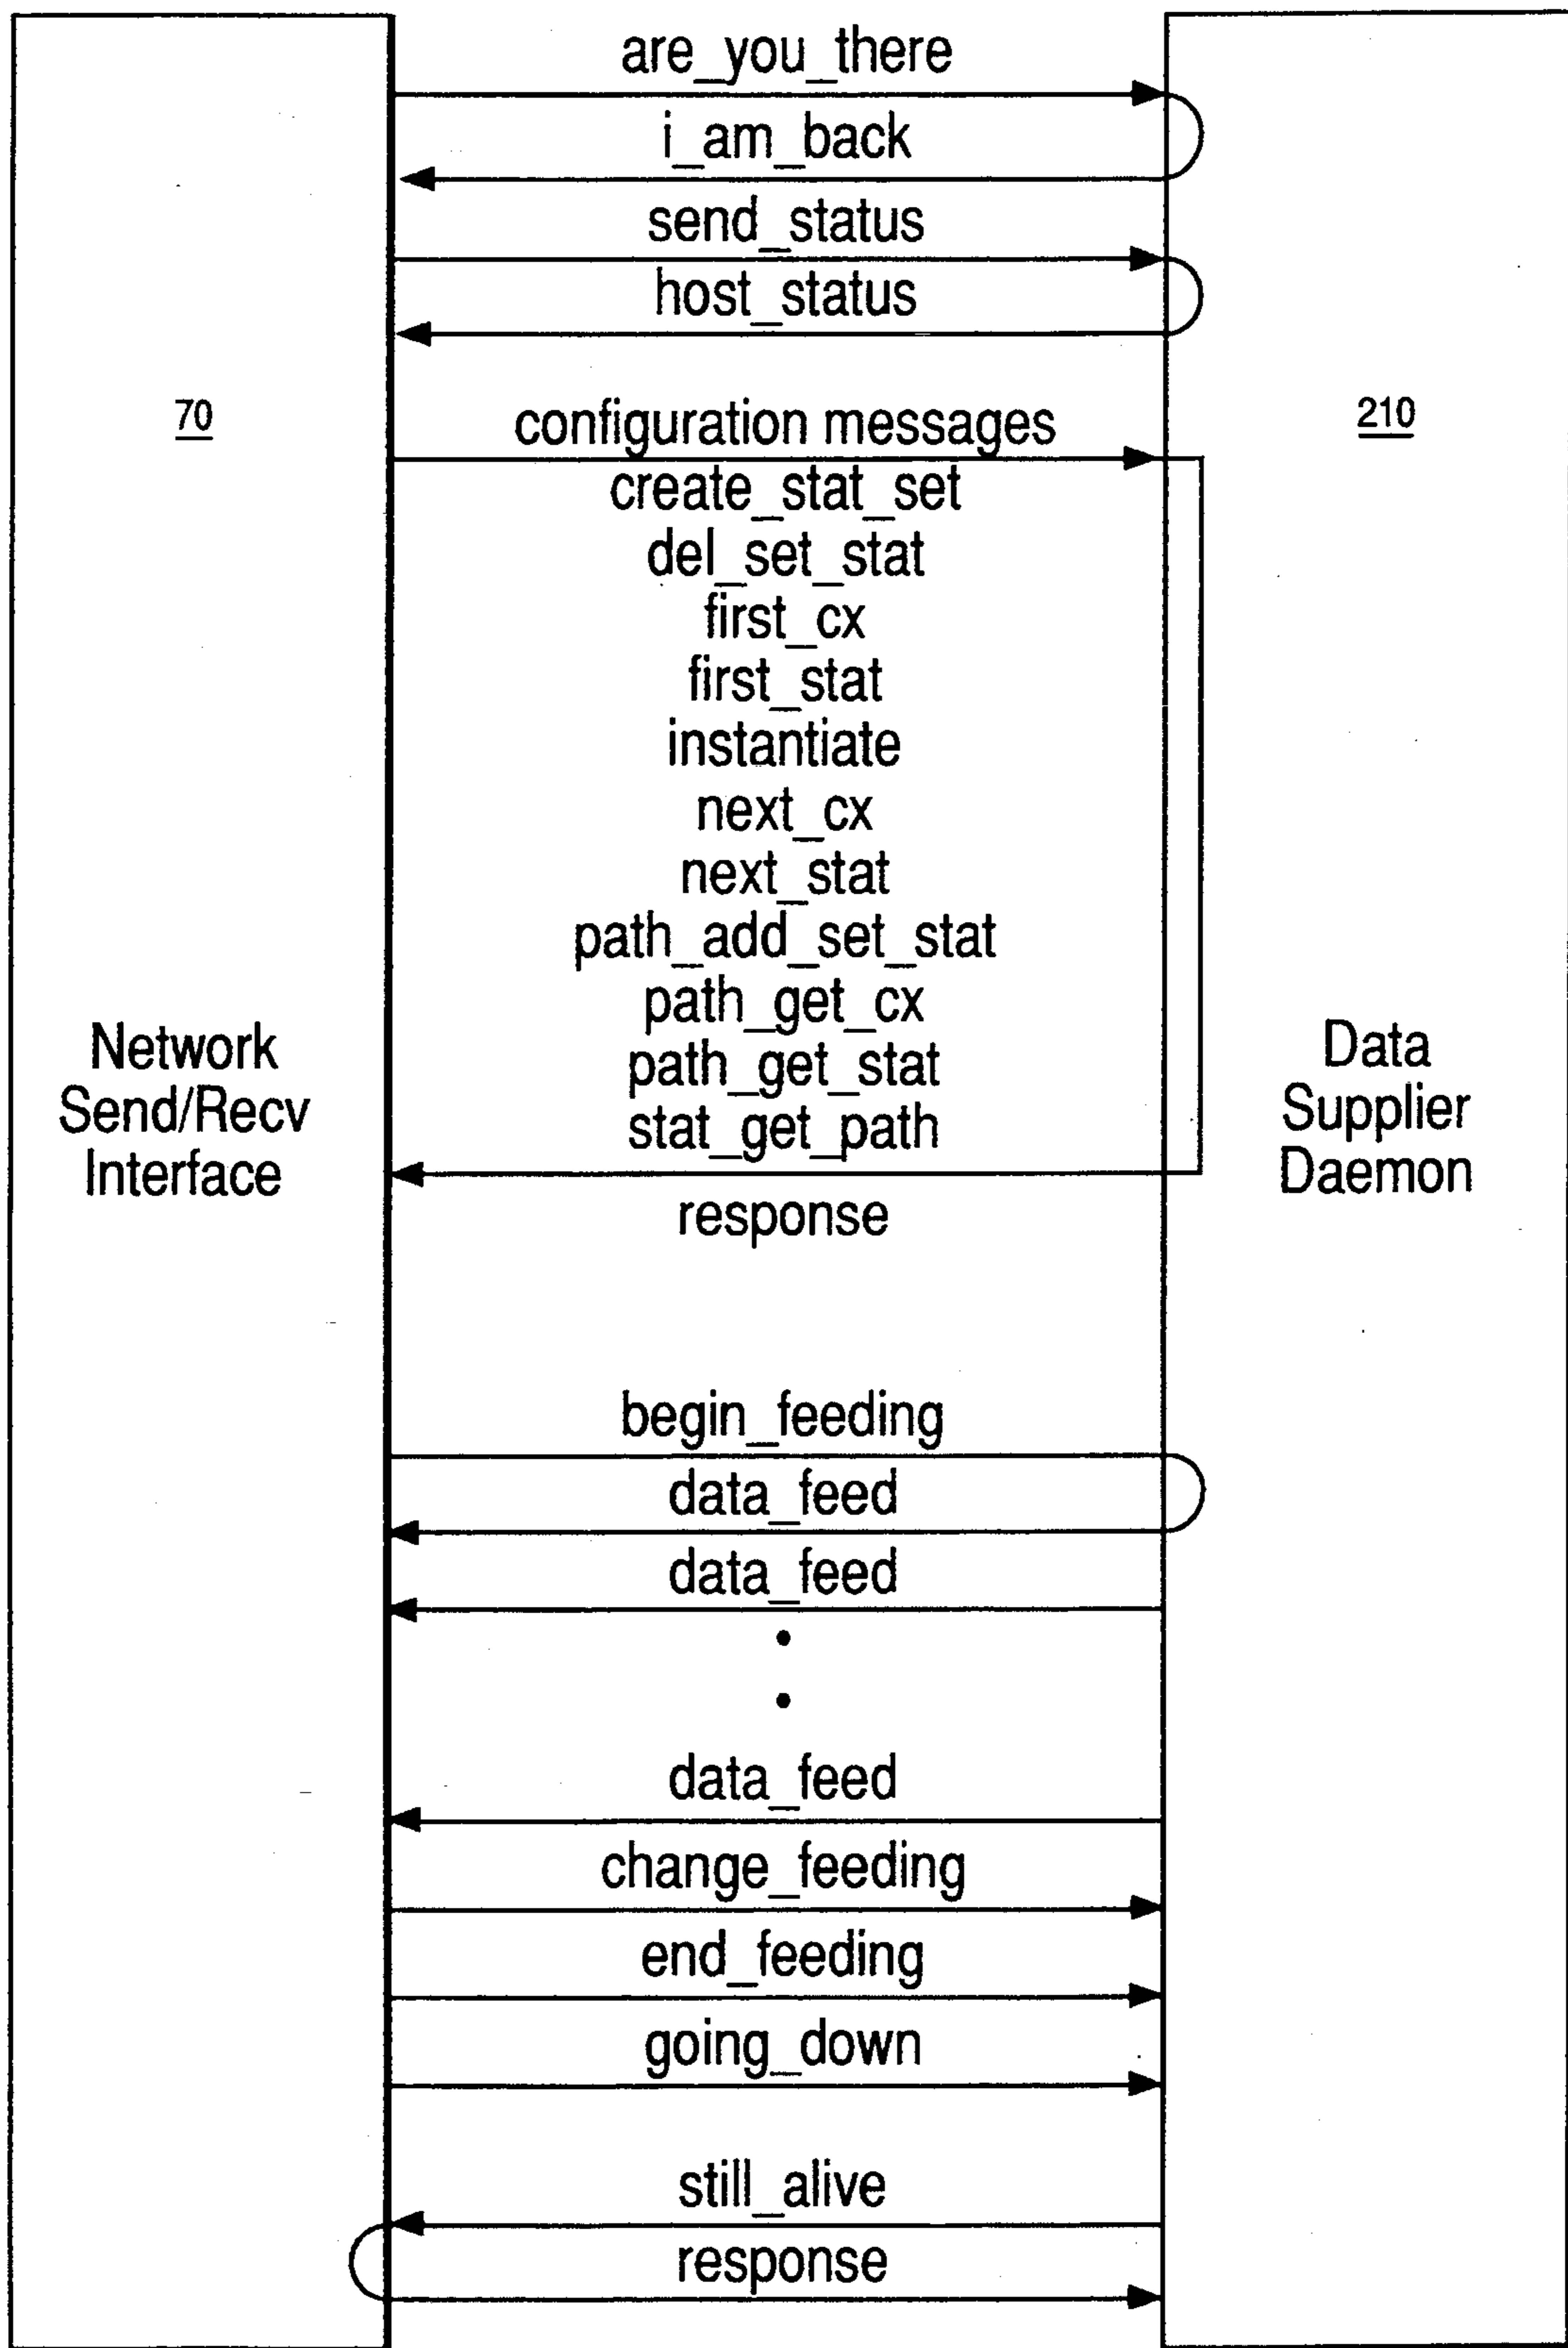 are_you_there
i_am_back
send_status
host_status
70
configuration messages
210
create_stat_set
del_set_stat
first_cx
first_stat
instantiate
next_cx
next_stat
path_add_set_stat
path_get_cx
path_get_stat
stat_get_path
Network
Send/Recv
Interface
Data
Supplier
Daemon
response
begin_feeding
data_feed
data_feed
data_feed
change_feeding
end_feeding
going_down
still_alive
response